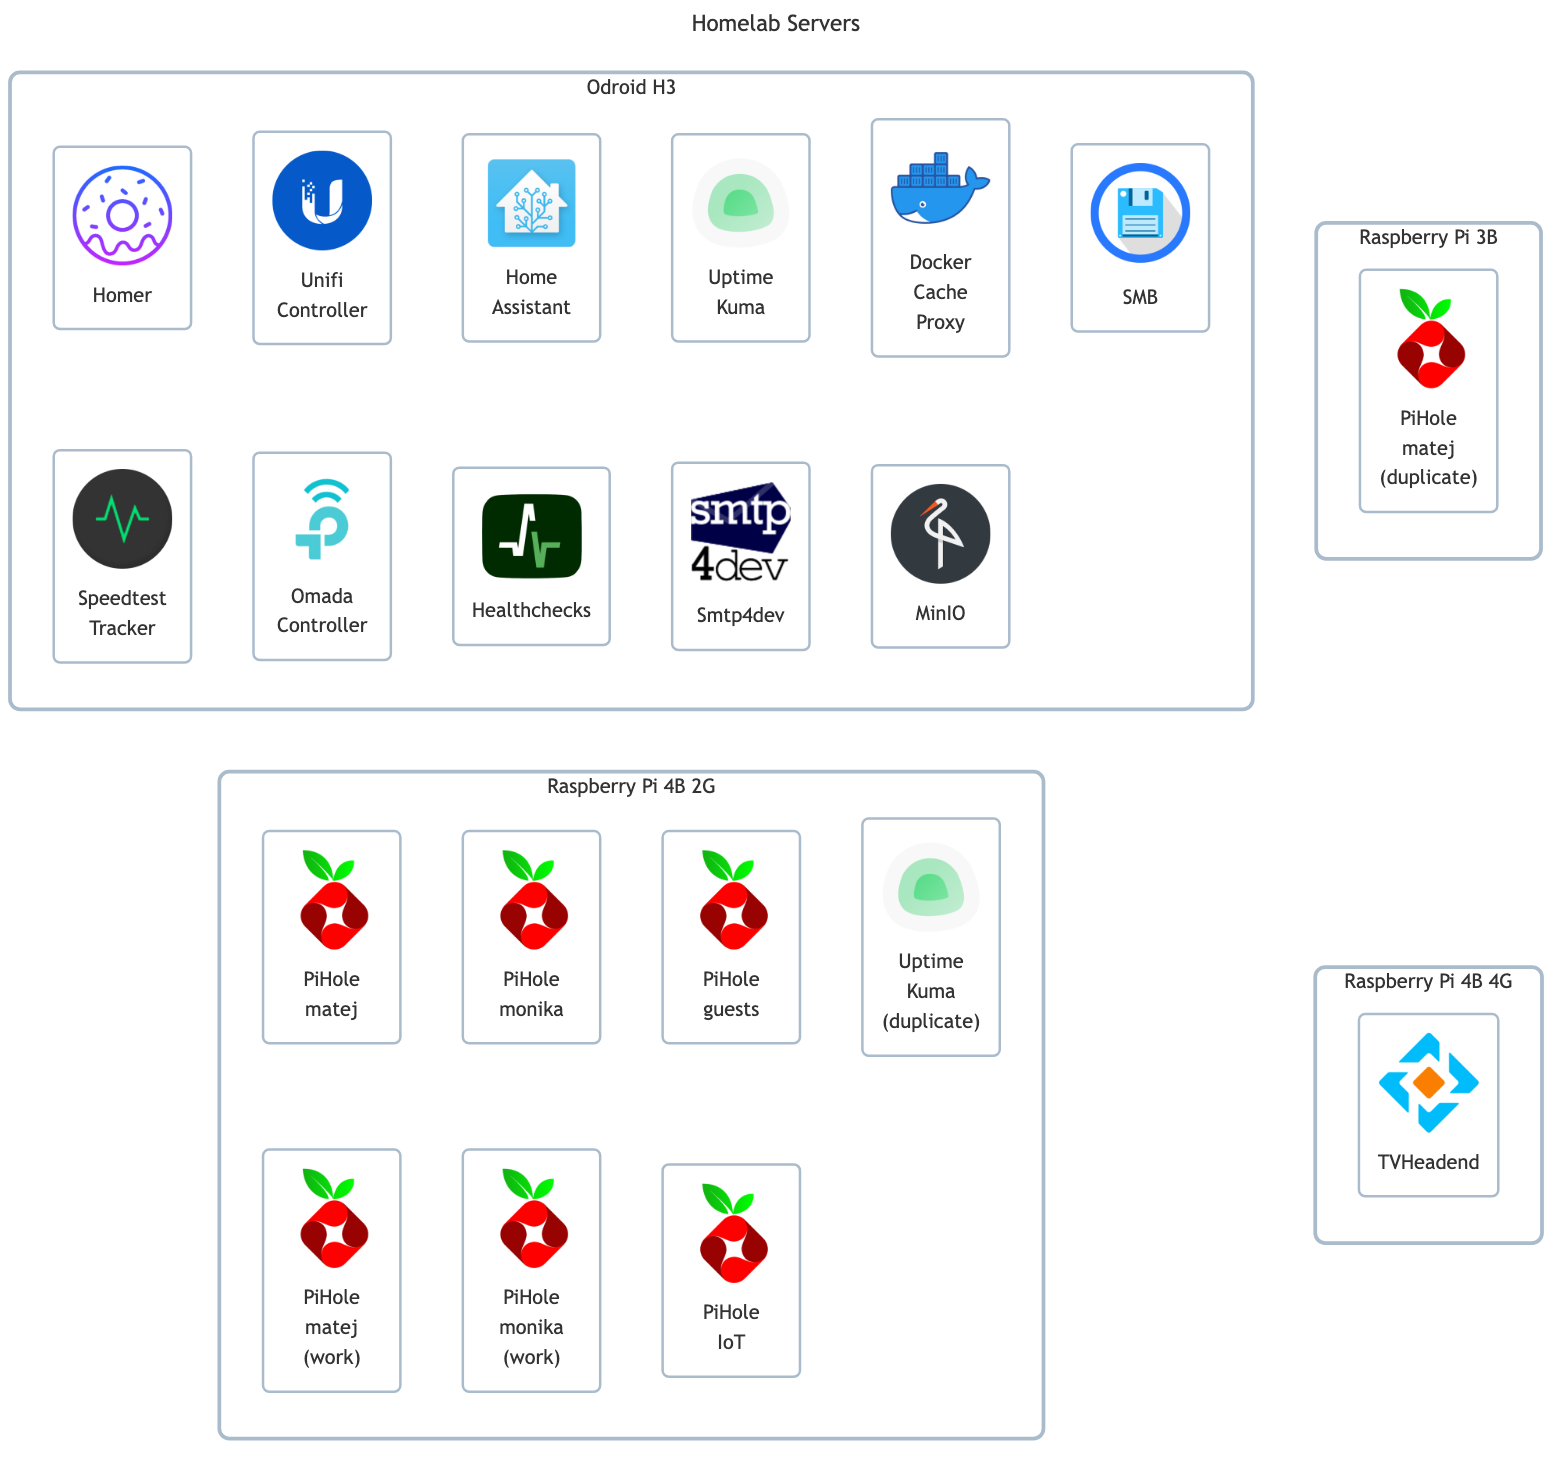 Homelab Servers
Odroid H3
Homer
Unifi
Controller
Home
Assistant
Uptime
Kuma
Docker
Cache
Proxy
SMB
Speedtest
Tracker
Omada
Controller
Healthchecks
smtp
4dev
Smtp4dev
MinIO
Raspberry Pi 3B
PiHole
matej
(duplicate)
Raspberry Pi 4B 2G
PiHole
matej
PiHole
monika
PiHole
guests
Uptime
Kuma
(duplicate)
PiHole
matej
(work)
PiHole
monika
(work)
PiHole
IoT
Raspberry Pi 4B 4G
TVHeadend